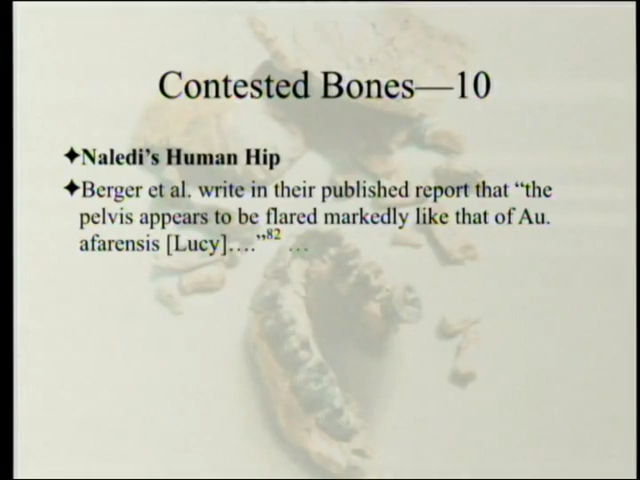 Contested Bones—10
✦Naledi's Human Hip
✦Berger et al. write in their published report that “the
pelvis appears to be flared markedly like that of Au.
afarensis [Lucy]….”82 …